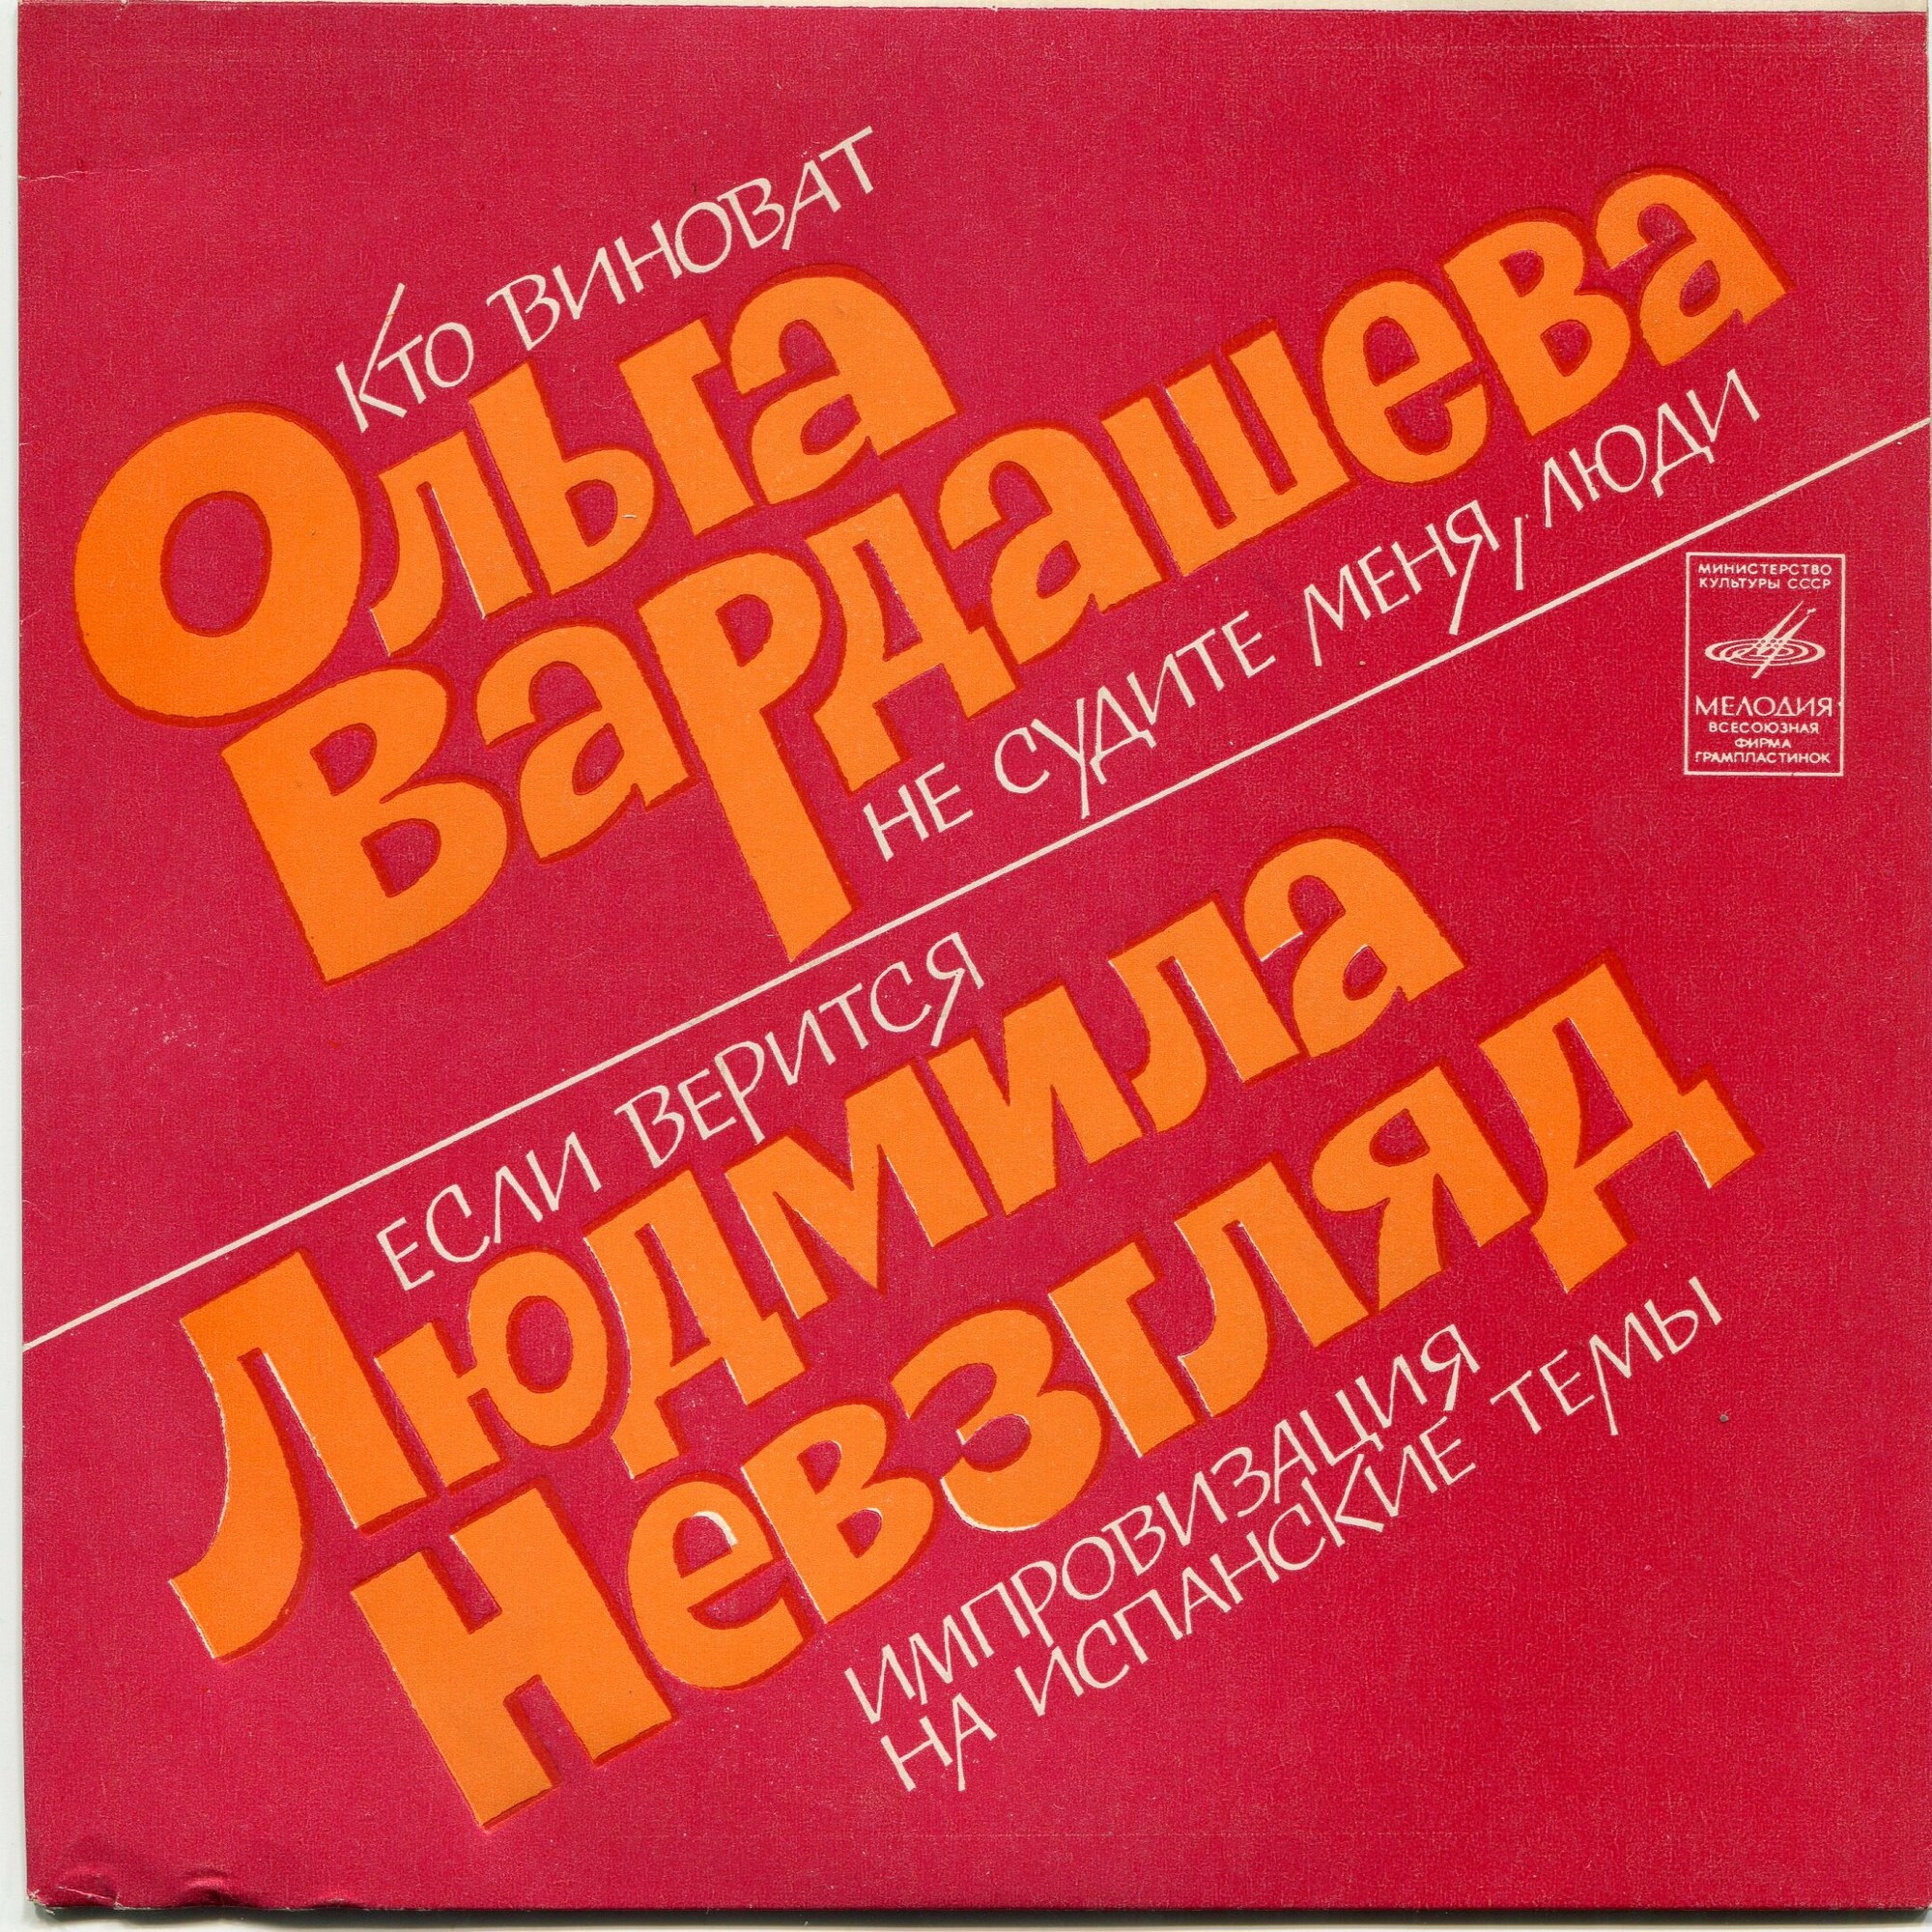 Кто виноват
Ольга
Вардашева
не судите меня, люди
МИНИСТЕРСТВО
КУЛЬТУРЫ СССР
МЕЛОДИЯ
ВСЕСОЮЗНАЯ
ФИРМА
ГРАМПЛАСТИНОК
если верится
Людмила
Невзгляд
импровизация
на испанские темы